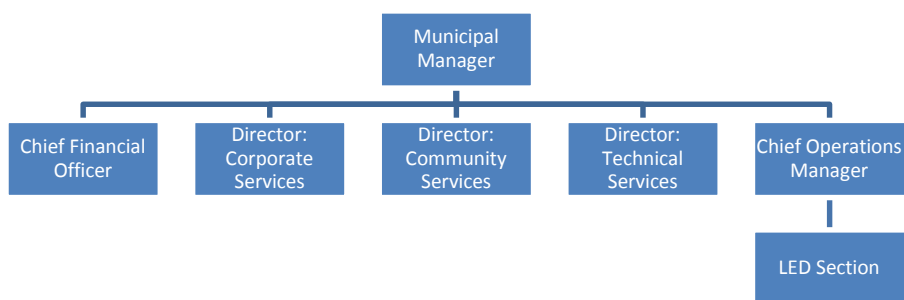 Municipal
Manager
Chief Financial
Officer
Director:
Corporate
Services
Director:
Community
Services
Director:
Technical
Services
Chief Operations
Manager
LED Section